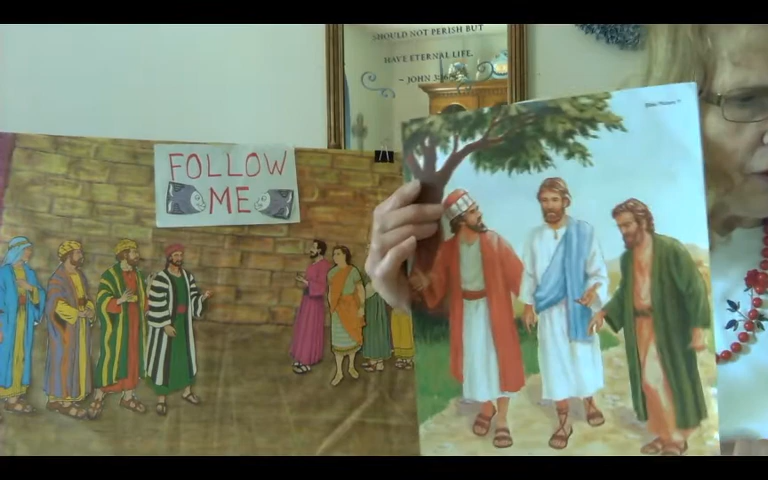 SHOULD NOT PERISH BUT
HAVE ETERNAL LIFE.
~ JOHN 3:16
FOLLOW
ME